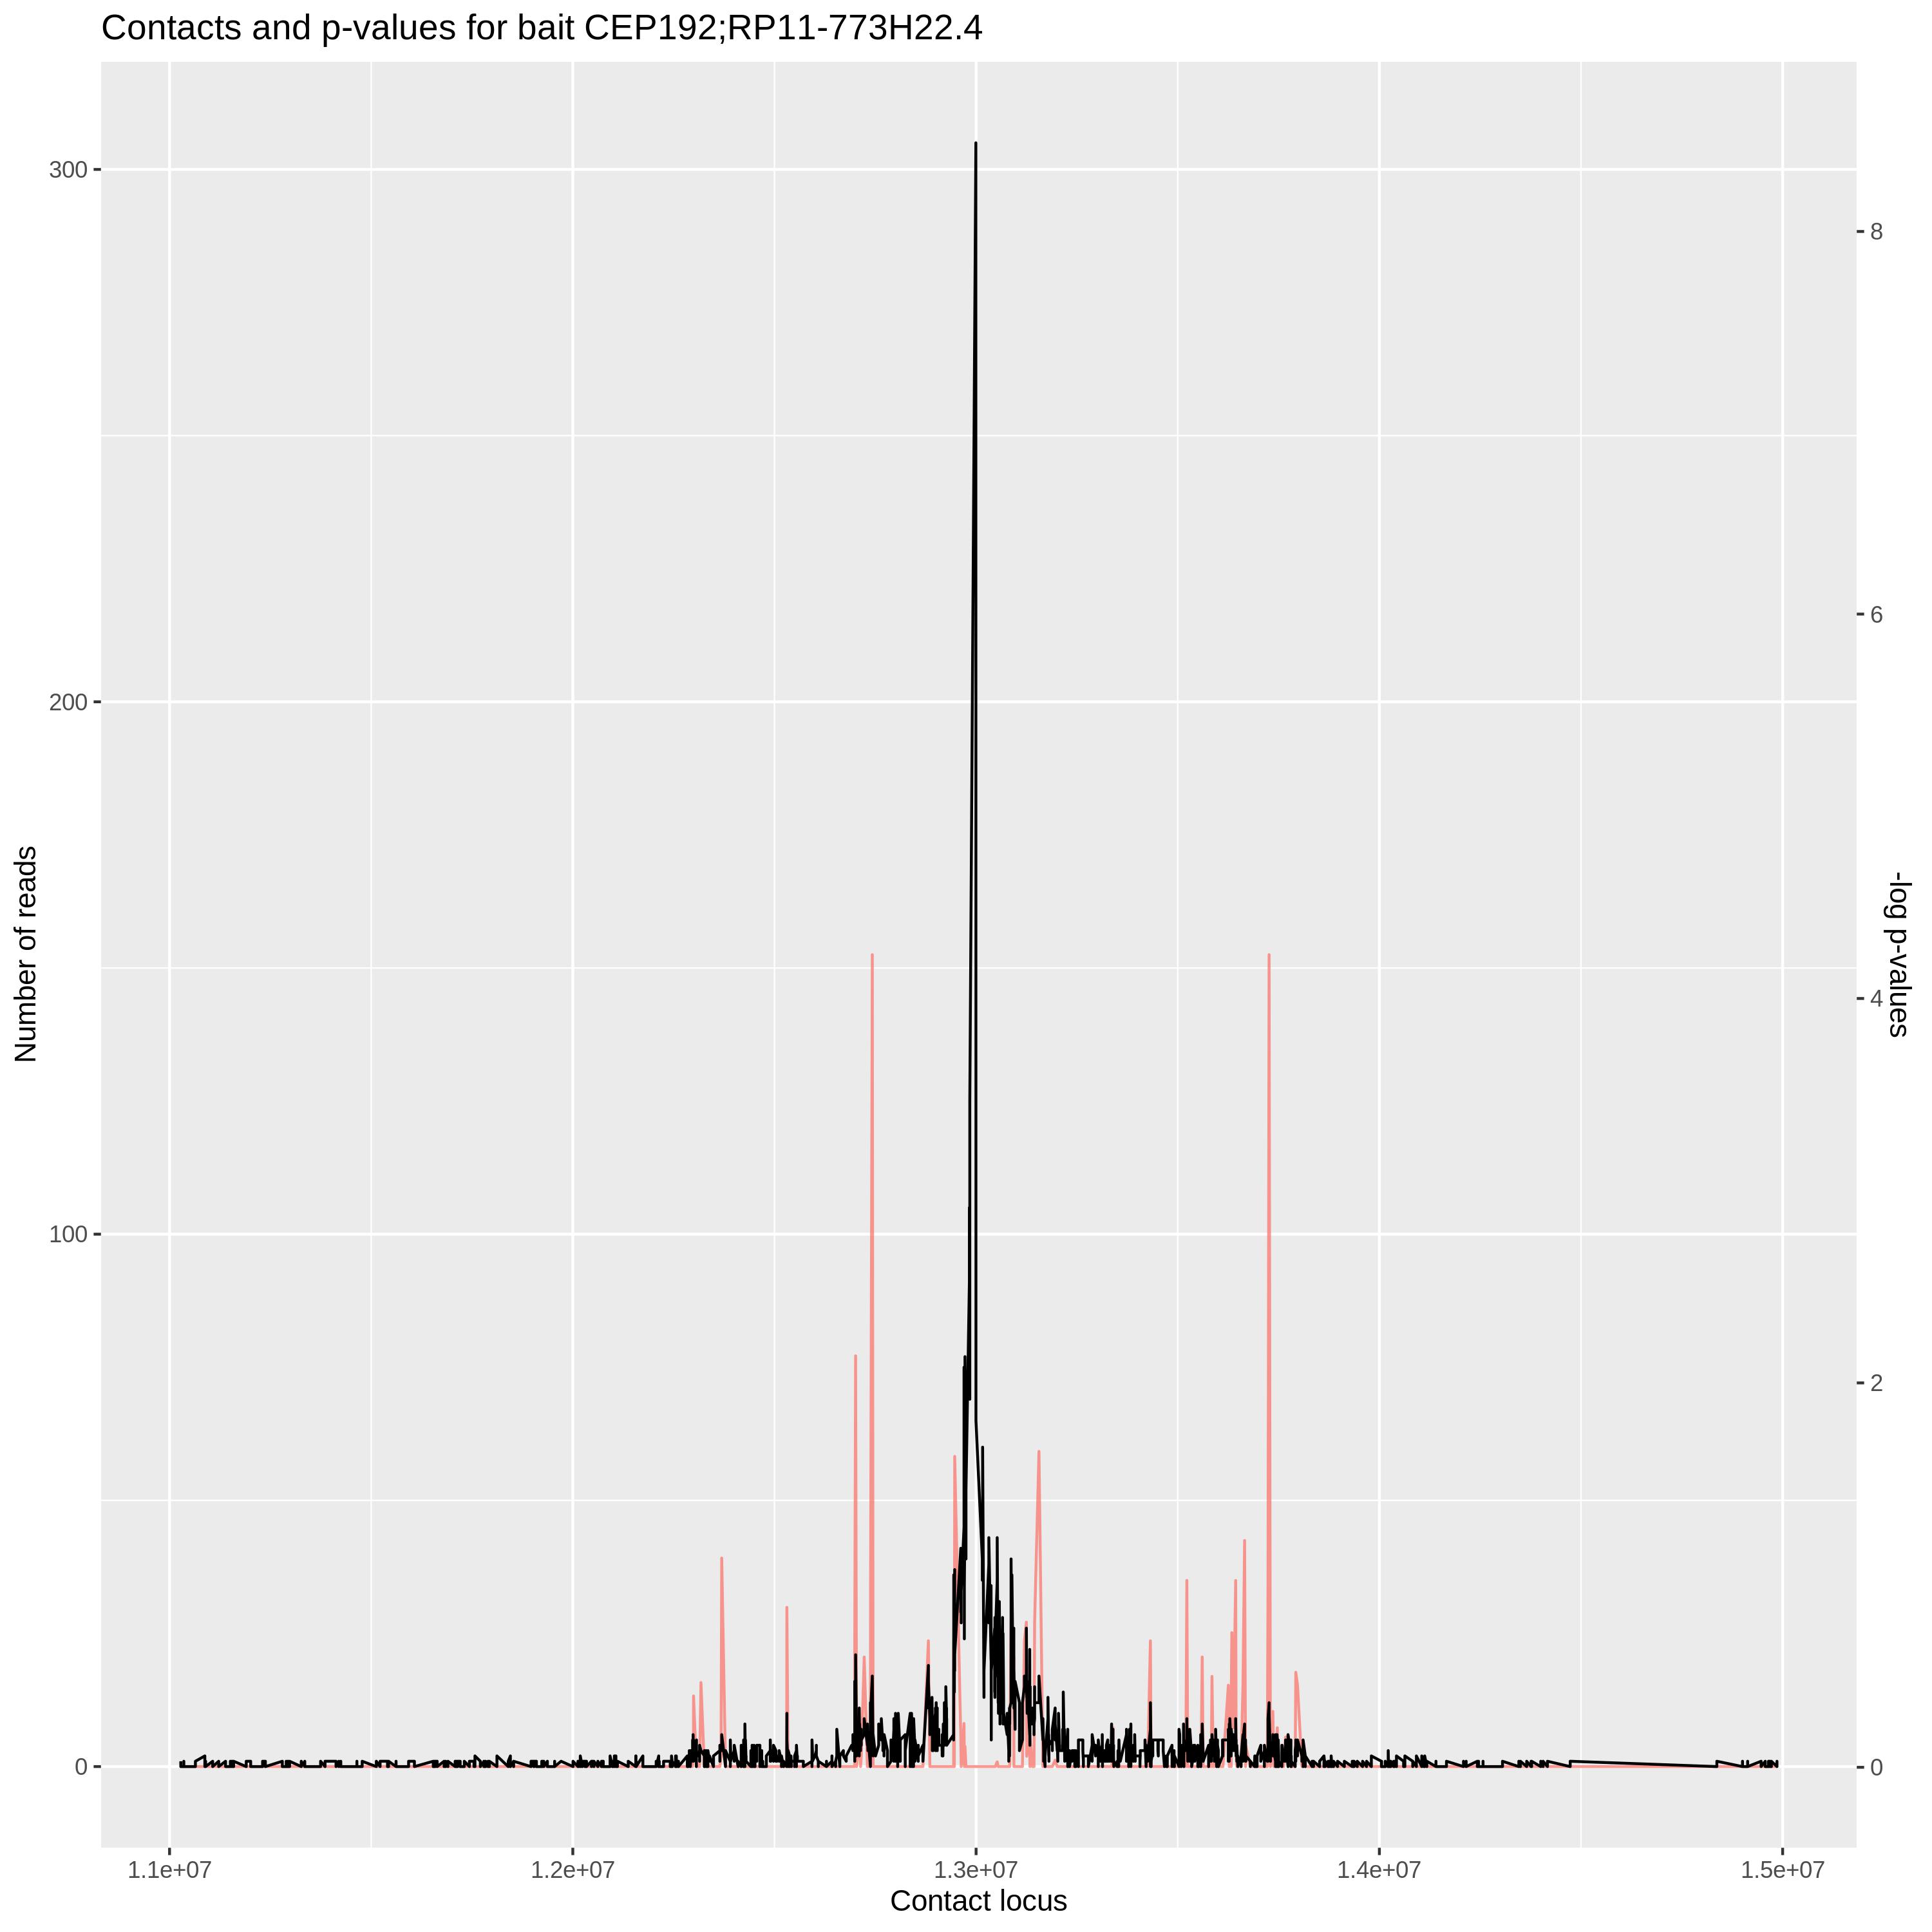 Contacts and p-values for bait CEP192;RP11-773H22.4
300
200
100
0
Number of reads
8
6
4
2
0
-log p-values
1.1e+07 1.2e+07 1.3e+07 1.4e+07 1.5e+07
Contact locus